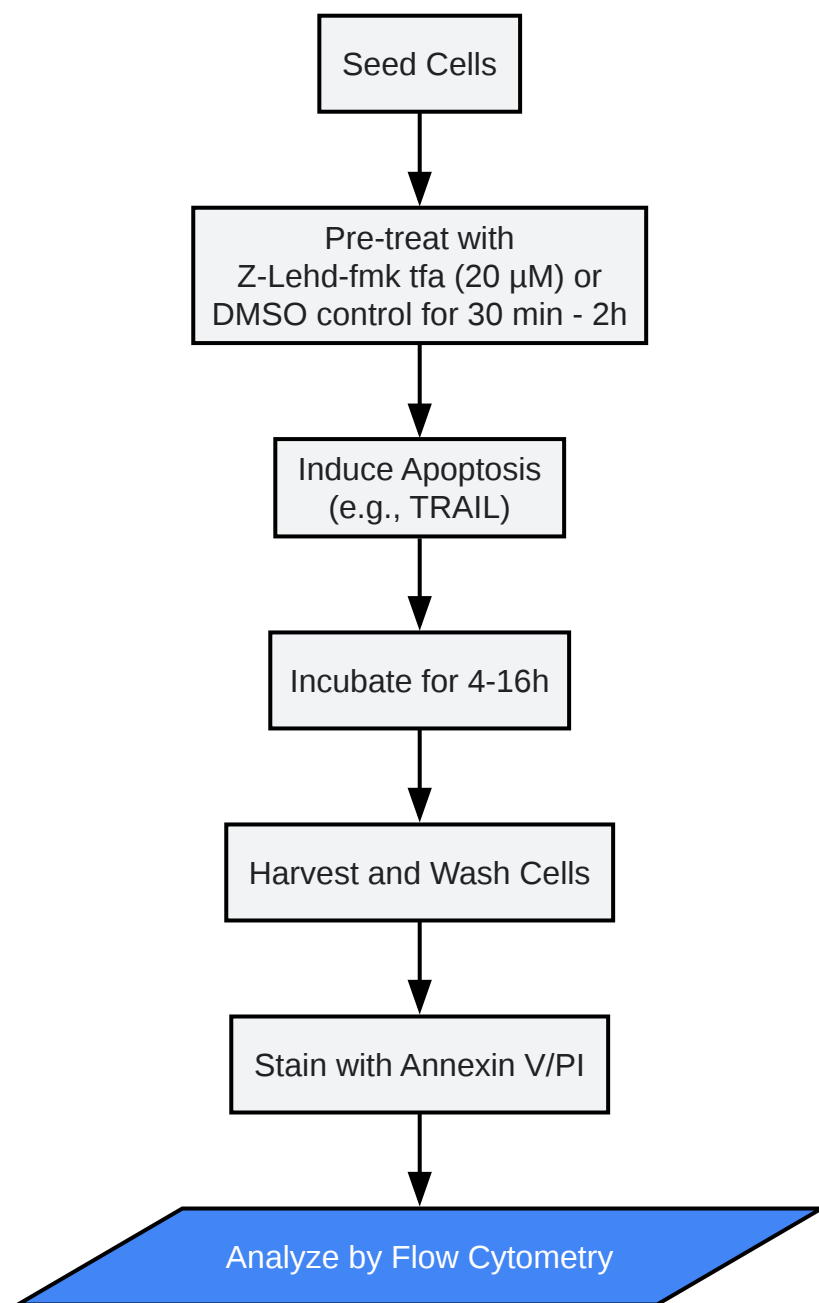 Seed Cells
Pre-treat with
Z-Lehd-fmk tfa (20 µM) or
DMSO control for 30 min - 2h
Induce Apoptosis
(e.g., TRAIL)
Incubate for 4-16h
Harvest and Wash Cells
Stain with Annexin V/PI
Analyze by Flow Cytometry